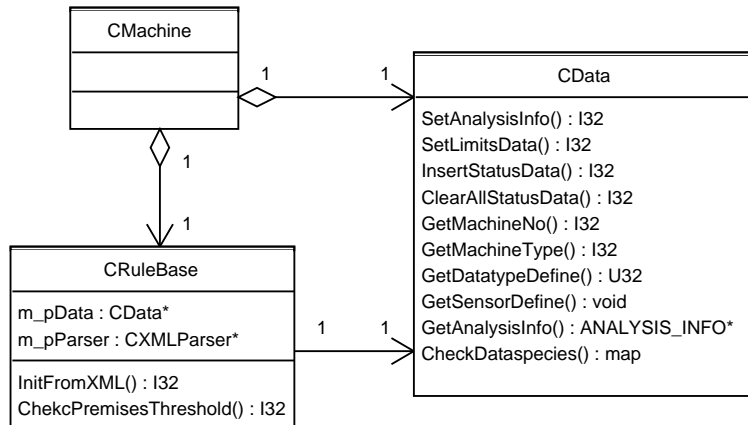 CMachine
1
1
1
1
CData
SetAnalysisInfo() : I32
SetLimitsData() : I32
InsertStatusData() : I32
ClearAllStatusData() : I32
GetMachineNo() : I32
GetMachineType() : I32
GetDatatypeDefine() : U32
GetSensorDefine() : void
GetAnalysisInfo() : ANALYSIS_INFO*
CheckDataspecies() : map
CRuleBase
m_pData : CData*
m_pParser : CXMLParser*
InitFromXML() : I32
ChekcPremisesThreshold() : I32
1
1